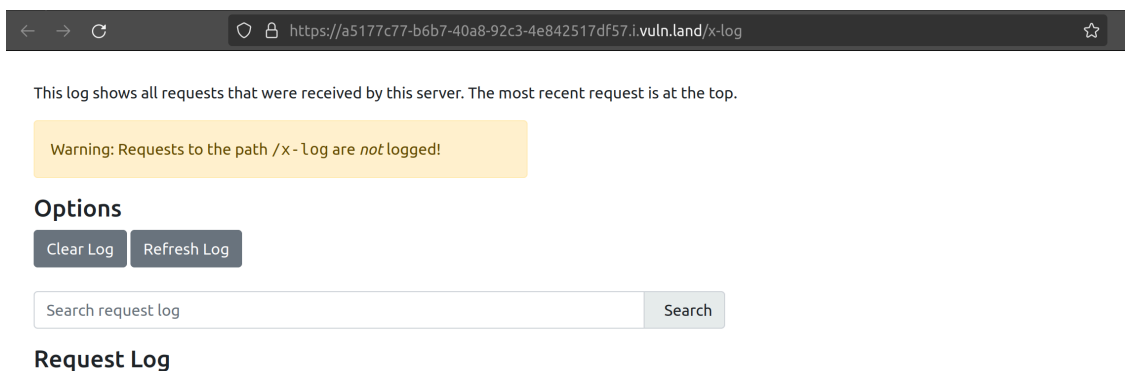 https://a5177c77-b6b7-40a8-92c3-4e842517df57.i.vuln.land/x-log
This log shows all requests that were received by this server. The most recent request is at the top.
Warning: Requests to the path /x-log are not logged!
Options
Clear Log Refresh Log
Search request log Search
Request Log